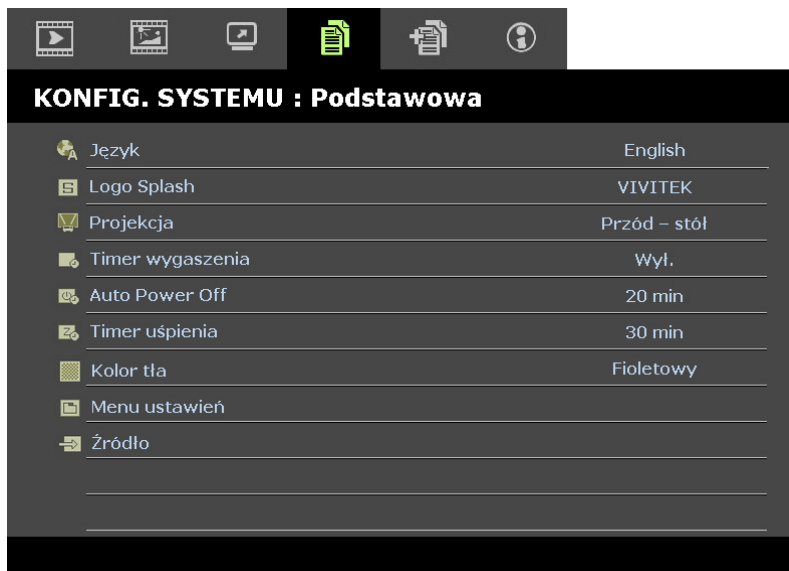 KONFIG. SYSTEMU : Podstawowa
Język English
Logo Splash VIVITEK
Projekcja Przód – stół
Timer wygaszenia Wył.
Auto Power Off 20 min
Timer uśpienia 30 min
Kolor tła Fioletowy
Menu ustawień
Źródło